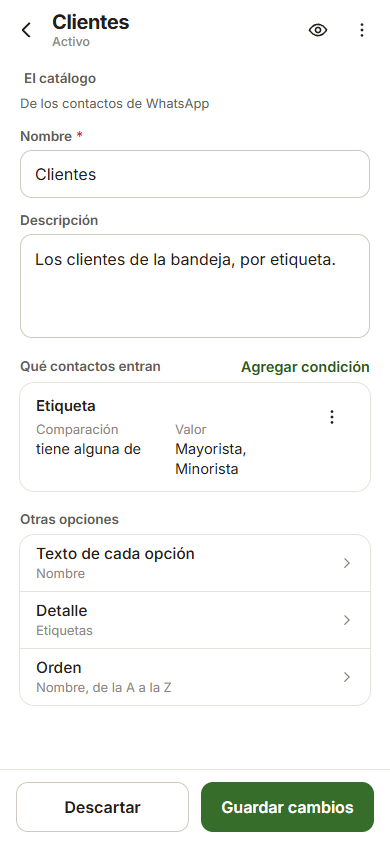 Clientes
Activo
El catálogo
De los contactos de WhatsApp
Nombre *
Clientes
Descripción
Los clientes de la bandeja, por etiqueta.
Qué contactos entran
Agregar condición
Etiqueta
Comparación
Valor
tiene alguna de
Mayorista,
Minorista
Otras opciones
Texto de cada opción
Nombre
Detalle
Etiquetas
Orden
Nombre, de la A a la Z
Descartar
Guardar cambios